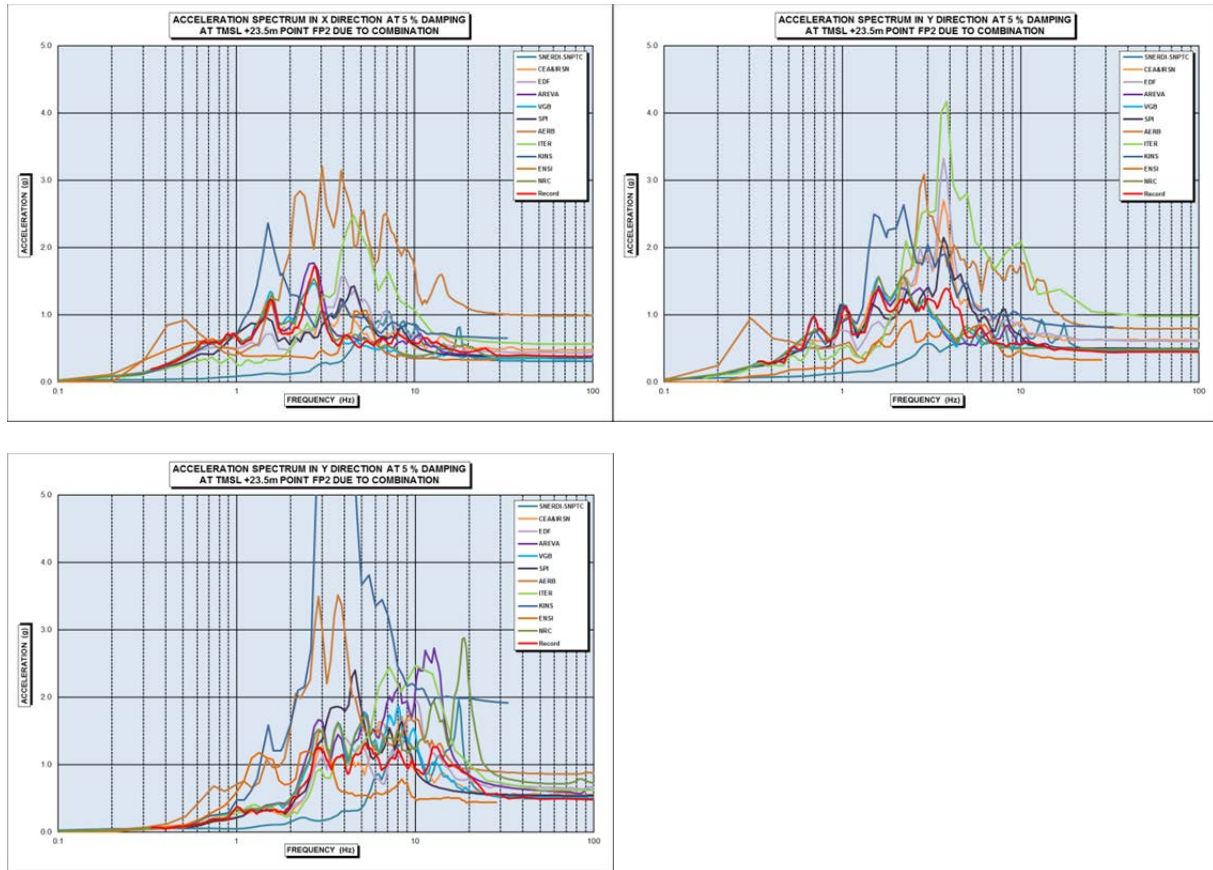 ACCELERATION SPECTRUM IN X DIRECTION AT 5 % DAMPING
AT TMSL +23.5m POINT FP2 DUE TO COMBINATION
5.0
4.0
3.0
2.0
1.0
0.0
ACCELERATION (g)
0.1
1
10
100
FREQUENCY (Hz)
SNERDI-SNPTC
CEA&IRSN
EDF
AREVA
VGB
SPI
AERB
ITER
KINS
ENSI
NRC
Record
ACCELERATION SPECTRUM IN Y DIRECTION AT 5 % DAMPING
AT TMSL +23.5m POINT FP2 DUE TO COMBINATION
5.0
4.0
3.0
2.0
1.0
0.0
ACCELERATION (g)
0.1
1
10
100
FREQUENCY (Hz)
SNERDI-SNPTC
CEA&IRSN
EDF
AREVA
VGB
SPI
AERB
ITER
KINS
ENSI
NRC
Record
ACCELERATION SPECTRUM IN Y DIRECTION AT 5 % DAMPING
AT TMSL +23.5m POINT FP2 DUE TO COMBINATION
5.0
4.0
3.0
2.0
1.0
0.0
ACCELERATION (g)
0.1
1
10
100
FREQUENCY (Hz)
SNERDI-SNPTC
CEA&IRSN
EDF
AREVA
VGB
SPI
AERB
ITER
KINS
ENSI
NRC
Record